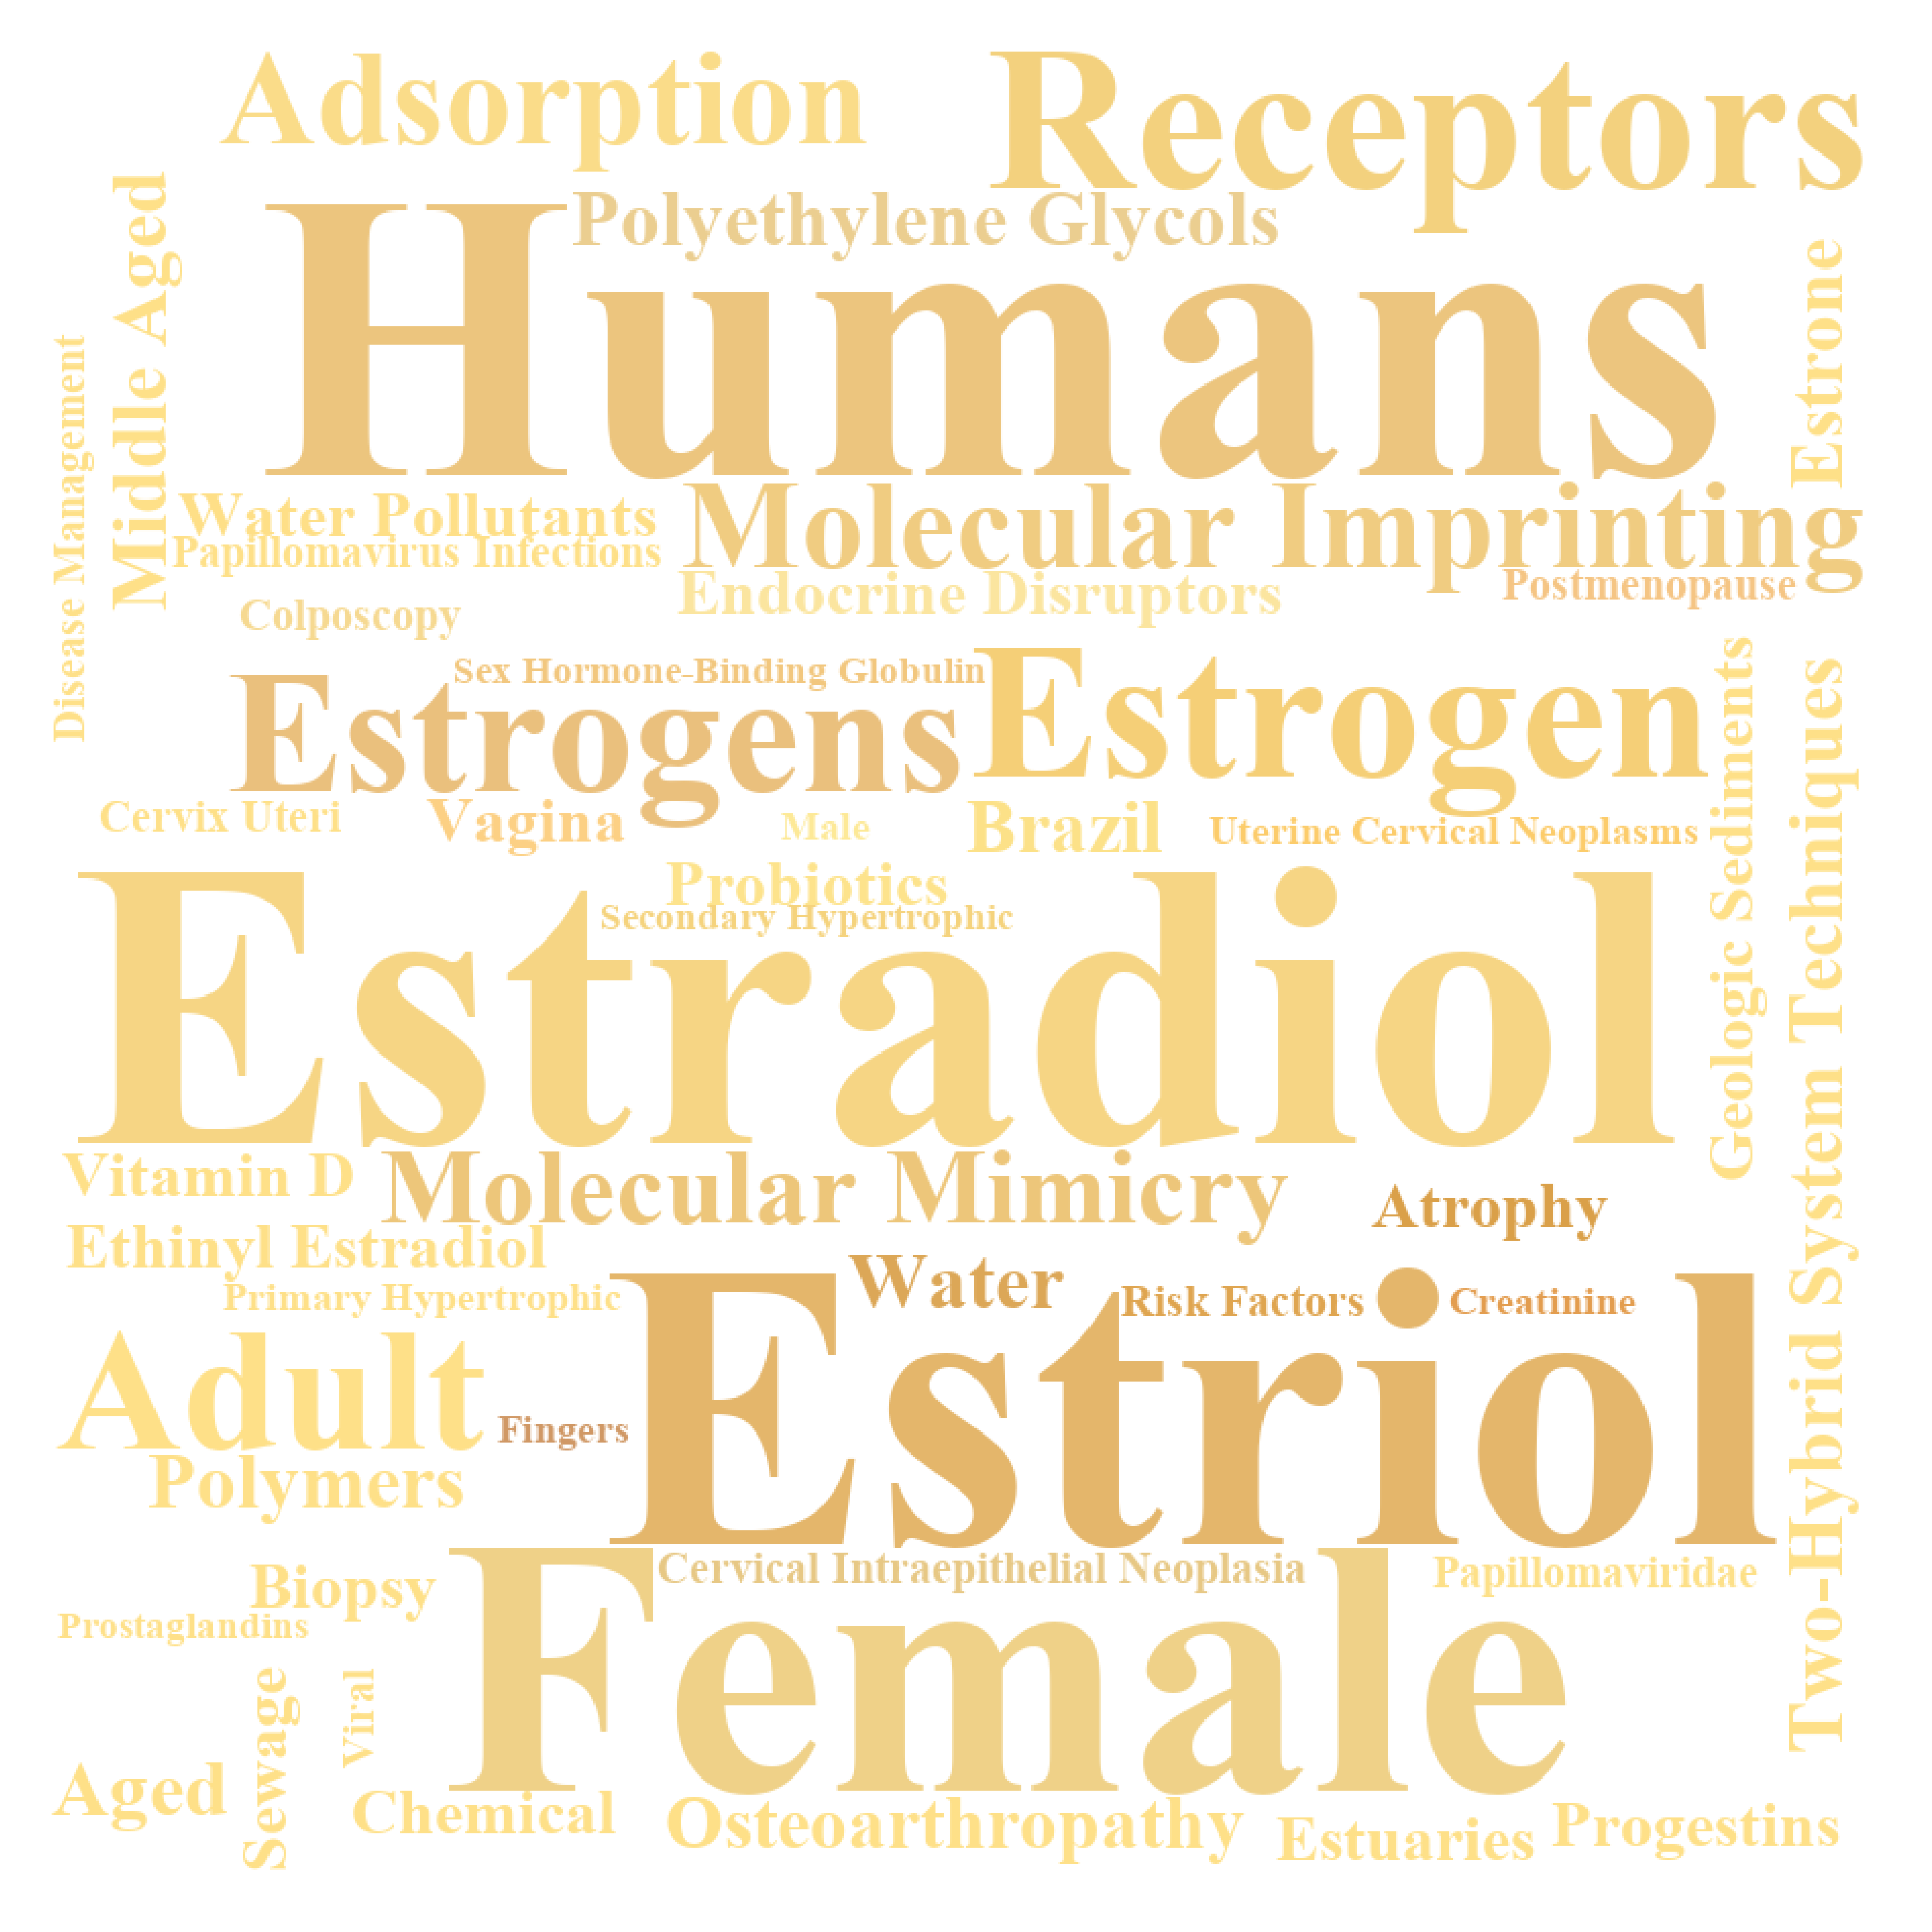 Adsorption
Receptors
Polyethylene Glycols
Humans
Middle Aged
Disease Management
Estrone
Water Pollutants
Molecular Imprinting
Papillomavirus Infections
Endocrine Disruptors
Postmenopause
Colposcopy
Sex Hormone-Binding Globulin
Estrogens
Estrogen
Geologic Sediments
Two-Hybrid System Techniques
Cervix Uteri
Vagina
Male
Brazil
Uterine Cervical Neoplasms
Probiotics
Secondary Hypertrophic
Estradiol
Vitamin D
Molecular Mimicry
Atrophy
Ethinyl Estradiol
Water
Risk Factors
Creatinine
Primary Hypertrophic
Estriol
Adult
Fingers
Polymers
Cervical Intraepithelial Neoplasia
Papillomaviridae
Biopsy
Prostaglandins
Female
Sewage
Viral
Aged
Chemical
Osteoarthropathy
Estuaries
Progestins